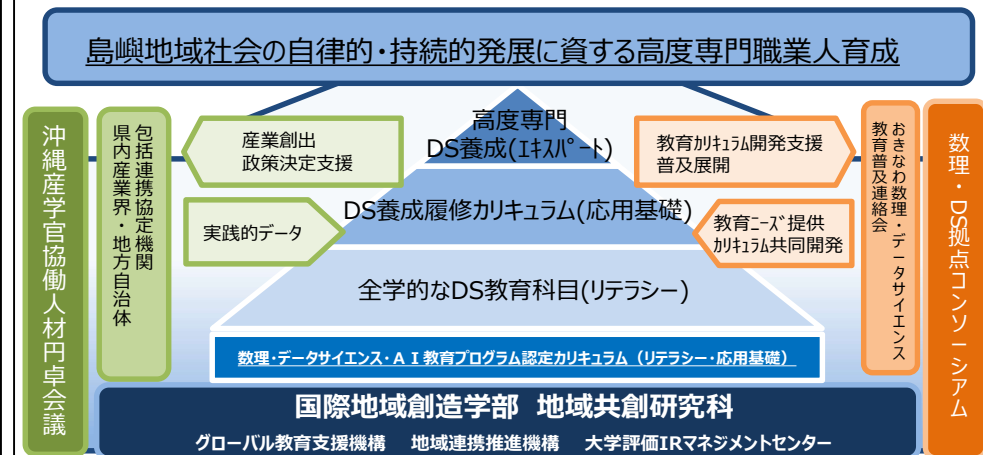 島嶼地域社会の自律的・持続的発展に資する高度専門職業人育成
沖縄産学官協働人材円卓会議
包括連携協定機関
県内産業界・地方自治体
産業創出
政策決定支援
実践的データ
高度専門
DS養成(ｴｷｽﾊﾟｰﾄ)
DS養成履修カリキュラム(応用基礎)
全学的なDS教育科目(リテラシー)
教育ｶﾘｷｭﾗﾑ開発支援
普及展開
教育ﾆｰｽﾞ提供
ｶﾘｷｭﾗﾑ共同開発
おきなわ数理・データサイエンス
教育普及連絡会
数理・DS拠点コンソーシアム
数理・データサイエンス・ＡＩ教育プログラム認定カリキュラム（リテラシー・応用基礎）
国際地域創造学部 地域共創研究科
グローバル教育支援機構 地域連携推進機構 大学評価IRマネジメントセンター